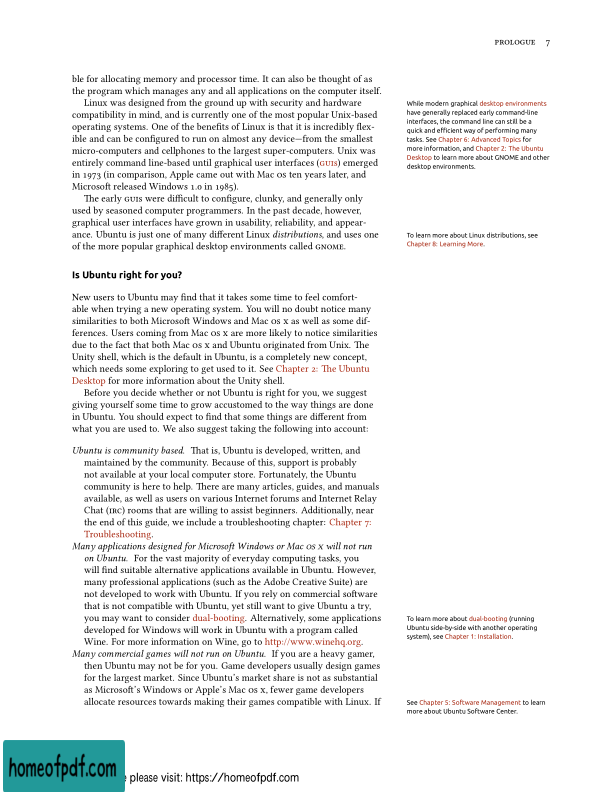 PROLOGUE 7
ble for allocating memory and processor time. It can also be thought of as
the program which manages any and all applications on the computer itself.
Linux was designed from the ground up with security and hardware
compatibility in mind, and is currently one of the most popular Unix-based
operating systems. One of the benefits of Linux is that it is incredibly flex-
ible and can be configured to run on almost any device—from the smallest
micro-computers and cellphones to the largest super-computers. Unix was
entirely command line-based until graphical user interfaces (GUIS) emerged
in 1973 (in comparison, Apple came out with Mac OS ten years later, and
Microsoft released Windows 1.0 in 1985).
The early GUIS were difficult to configure, clunky, and generally only
used by seasoned computer programmers. In the past decade, however,
graphical user interfaces have grown in usability, reliability, and appear-
ance. Ubuntu is just one of many different Linux distributions, and uses one
of the more popular graphical desktop environments called GNOME.
While modern graphical desktop environments
have generally replaced early command-line
interfaces, the command line can still be a
quick and efficient way of performing many
tasks. See Chapter 6: Advanced Topics for
more information, and Chapter 2: The Ubuntu
Desktop to learn more about GNOME and other
desktop environments.
To learn more about Linux distributions, see
Chapter 8: Learning More.
Is Ubuntu right for you?
New users to Ubuntu may find that it takes some time to feel comfort-
able when trying a new operating system. You will no doubt notice many
similarities to both Microsoft Windows and Mac OS X as well as some dif-
ferences. Users coming from Mac OS X are more likely to notice similarities
due to the fact that both Mac OS X and Ubuntu originated from Unix. The
Unity shell, which is the default in Ubuntu, is a completely new concept,
which needs some exploring to get used to it. See Chapter 2: The Ubuntu
Desktop for more information about the Unity shell.
Before you decide whether or not Ubuntu is right for you, we suggest
giving yourself some time to grow accustomed to the way things are done
in Ubuntu. You should expect to find that some things are different from
what you are used to. We also suggest taking the following into account:
Ubuntu is community based. That is, Ubuntu is developed, written, and
maintained by the community. Because of this, support is probably
not available at your local computer store. Fortunately, the Ubuntu
community is here to help. There are many articles, guides, and manuals
available, as well as users on various Internet forums and Internet Relay
Chat (IRC) rooms that are willing to assist beginners. Additionally, near
the end of this guide, we include a troubleshooting chapter: Chapter 7:
Troubleshooting.
Many applications designed for Microsoft Windows or Mac OS X will not run
on Ubuntu. For the vast majority of everyday computing tasks, you
will find suitable alternative applications available in Ubuntu. However,
many professional applications (such as the Adobe Creative Suite) are
not developed to work with Ubuntu. If you rely on commercial software
that is not compatible with Ubuntu, yet still want to give Ubuntu a try,
you may want to consider dual-booting. Alternatively, some applications
developed for Windows will work in Ubuntu with a program called
Wine. For more information on Wine, go to http://www.winehq.org.
Many commercial games will not run on Ubuntu. If you are a heavy gamer,
then Ubuntu may not be for you. Game developers usually design games
for the largest market. Since Ubuntu's market share is not as substantial
as Microsoft's Windows or Apple's Mac OS X, fewer game developers
allocate resources towards making their games compatible with Linux. If
To learn more about dual-booting (running
Ubuntu side-by-side with another operating
system), see Chapter 1: Installation.
See Chapter 5: Software Management to learn
more about Ubuntu Software Center.
homeofpdf.com
please visit: https://homeofpdf.com